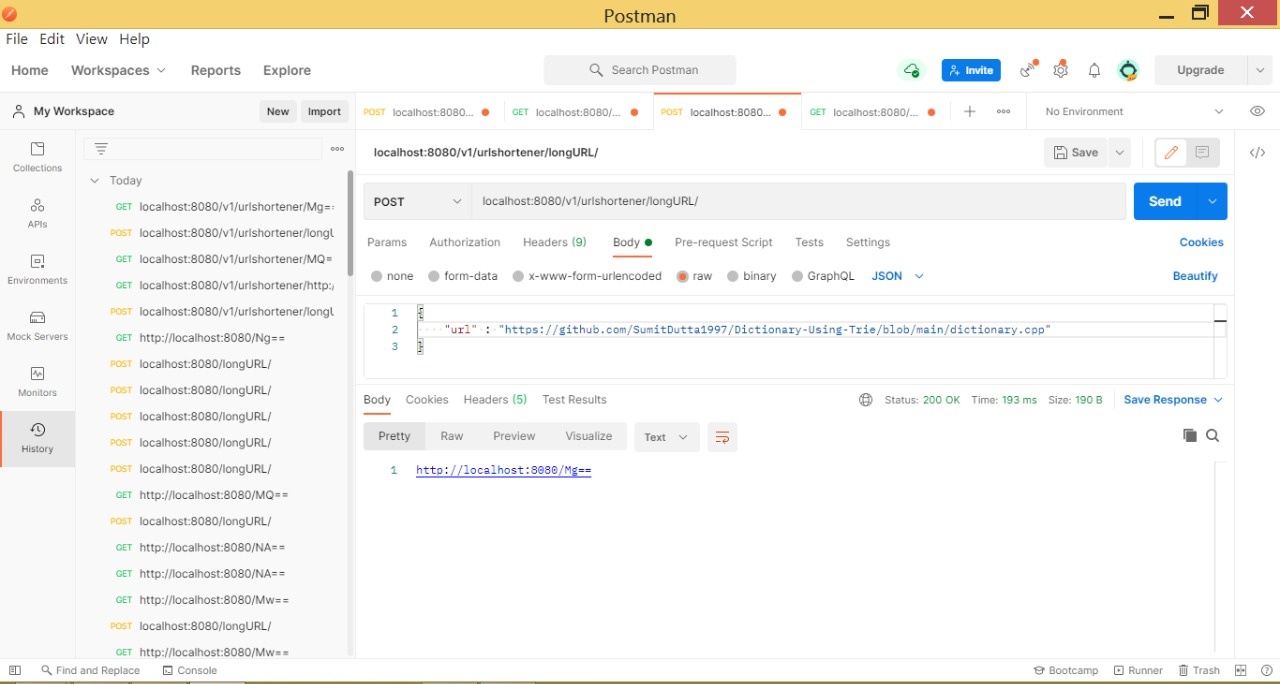 Postman
File Edit View Help
Home Workspaces Reports Explore
Search Postman
Invite
Upgrade
My Workspace
New Import
POST localhost:8080...
GET localhost:8080/...
POST localhost:8080...
GET localhost:8080/...
No Environment
Collections
APIs
Environments
Mock Servers
Monitors
History
Today
GET localhost:8080/v1/urlshortener/Mg=
POST localhost:8080/v1/urlshortener/longU
GET localhost:8080/v1/urlshortener/MQ=
GET localhost:8080/v1/urlshortener/http:/
POST localhost:8080/v1/urlshortener/longU
GET http://localhost:8080/Ng==
POST localhost:8080/longURL/
POST localhost:8080/longURL/
POST localhost:8080/longURL/
POST localhost:8080/longURL/
POST localhost:8080/longURL/
GET http://localhost:8080/MQ==
POST localhost:8080/longURL/
GET http://localhost:8080/NA==
GET http://localhost:8080/NA==
GET http://localhost:8080/Mw==
POST localhost:8080/longURL/
GET http://localhost:8080/Mw==
localhost:8080/v1/urlshortener/longURL/
Save
</>
POST localhost:8080/v1/urlshortener/longURL/
Send
Params Authorization Headers (9) Body Pre-request Script Tests Settings Cookies
none form-data x-www-form-urlencoded raw binary GraphQL JSON Beautify
1 {
2 "url" : "https://github.com/SumitDutta1997/Dictionary-Using-Trie/blob/main/dictionary.cpp"
3 }
Body Cookies Headers (5) Test Results
Status: 200 OK Time: 193 ms Size: 190 B Save Response
Pretty Raw Preview Visualize Text
1 http://localhost:8080/Mg==
Find and Replace Console
Bootcamp Runner Trash